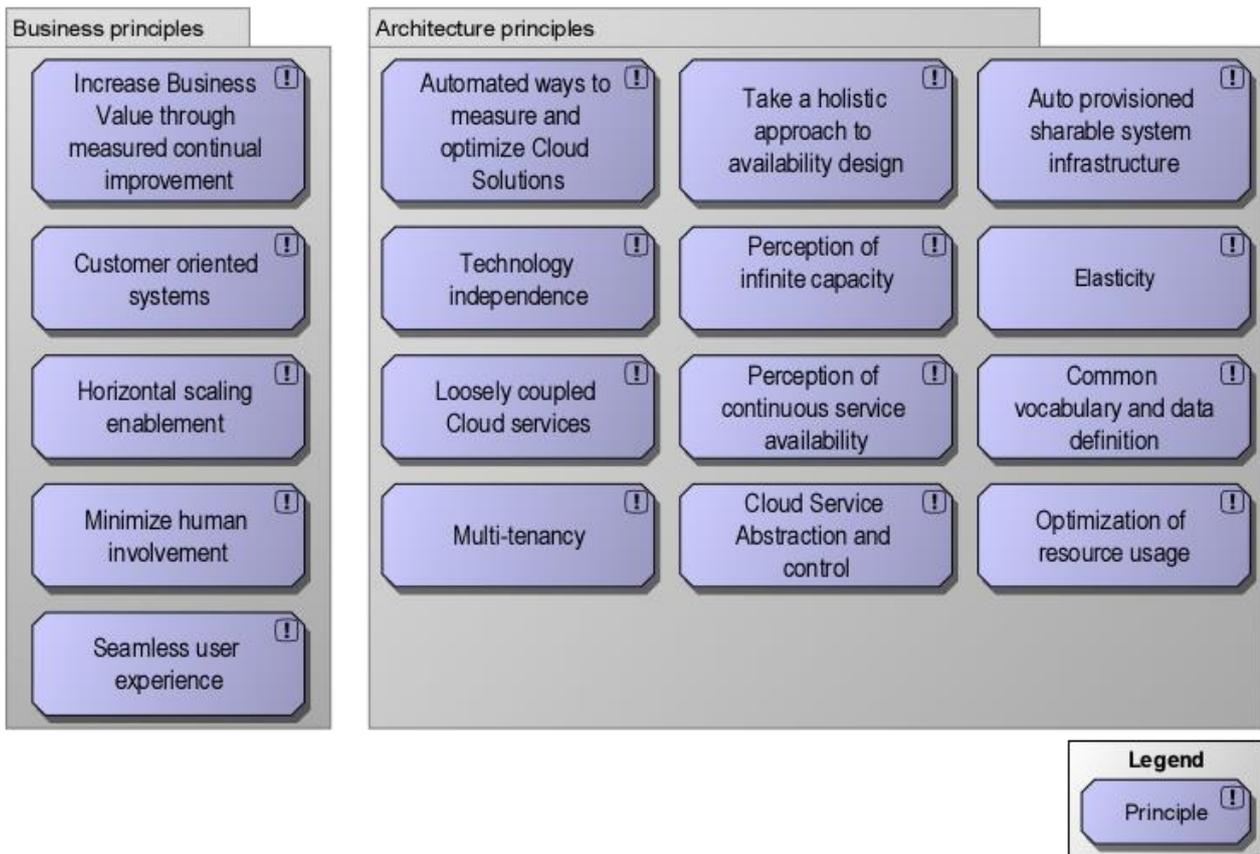 Business principles
Increase Business
Value through
measured continual
improvement
Customer oriented
systems
Horizontal scaling
enablement
Minimize human
involvement
Seamless user
experience
Architecture principles
Automated ways to
measure and
optimize Cloud
Solutions
Take a holistic
approach to
availability design
Auto provisioned
sharable system
infrastructure
Technology
independence
Perception of
infinite capacity
Elasticity
Loosely coupled
Cloud services
Perception of
continuous service
availability
Common
vocabulary and data
definition
Multi-tenancy
Cloud Service
Abstraction and
control
Optimization of
resource usage
Legend
Principle